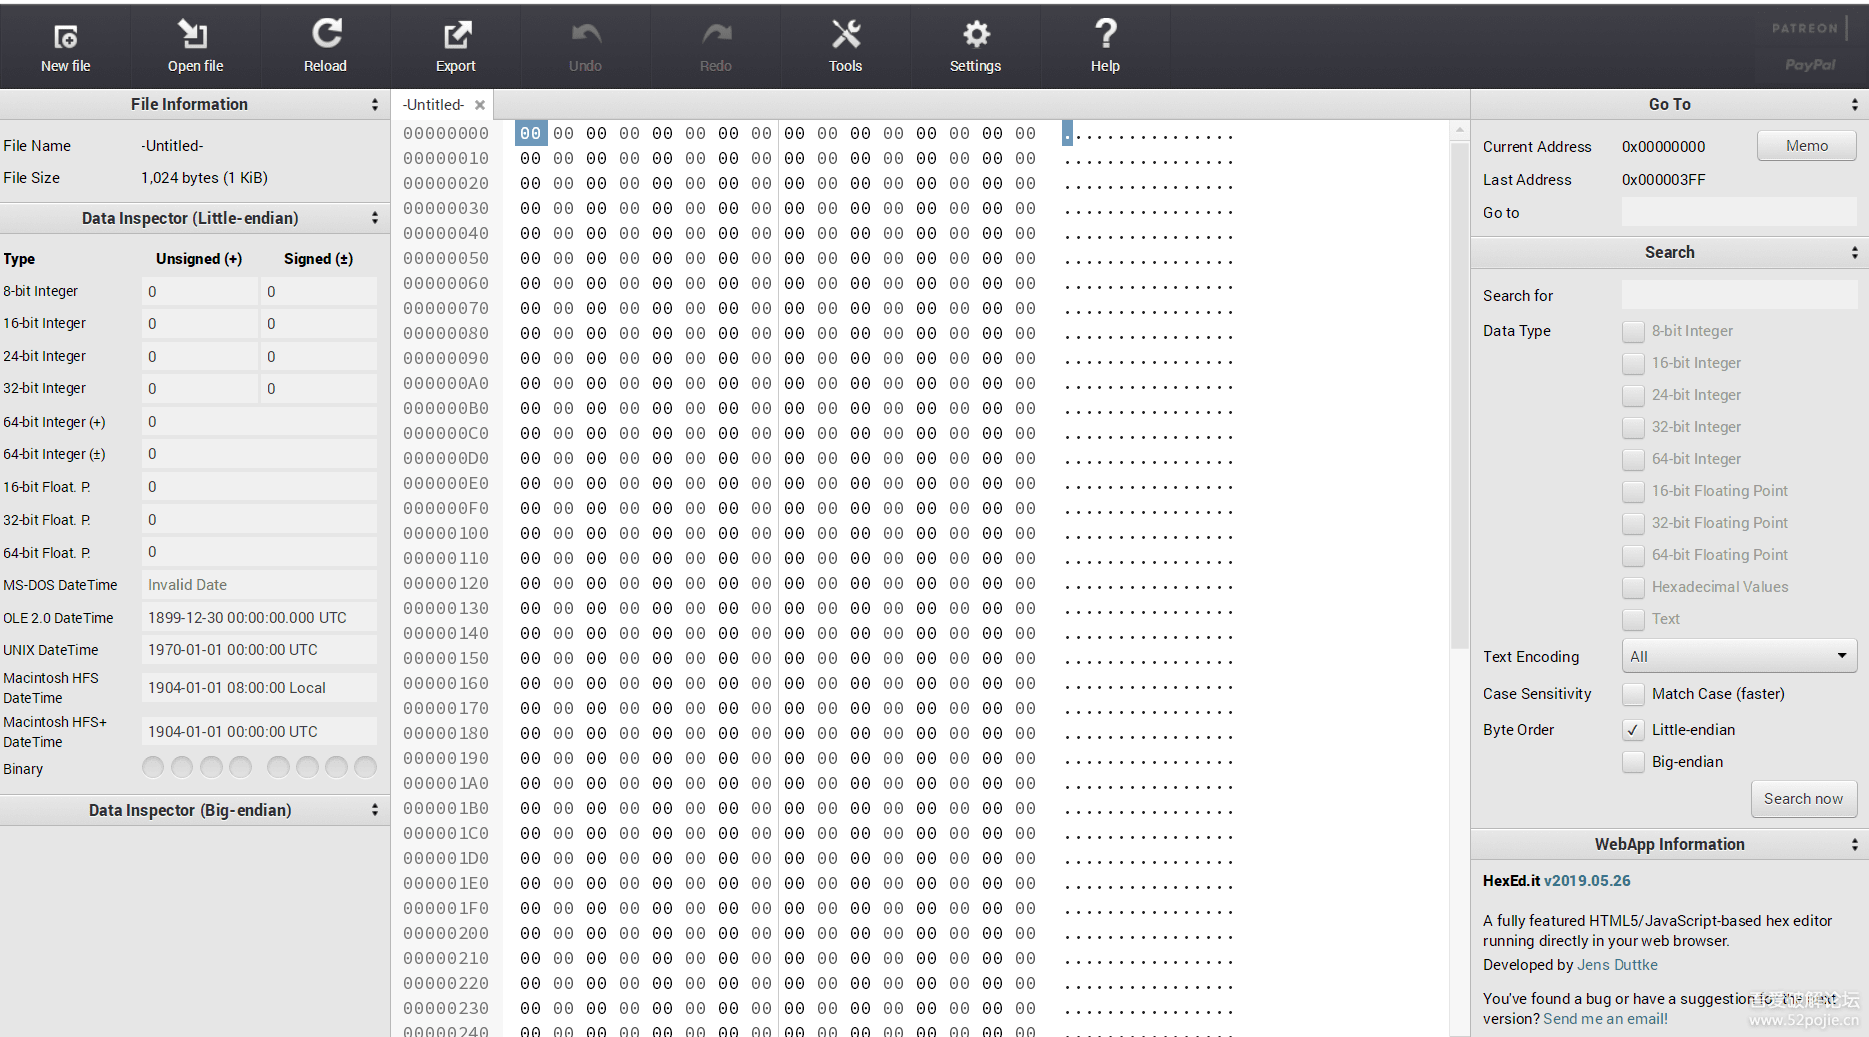 New file
Open file
Reload
Export
Undo
Redo
Tools
Settings
Help
PATREON
PayPal
File Information
File Name -Untitled-
File Size 1,024 bytes (1 KiB)
Data Inspector (Little-endian)
Type Unsigned (+) Signed (±)
8-bit Integer 0 0
16-bit Integer 0 0
24-bit Integer 0 0
32-bit Integer 0 0
64-bit Integer (+) 0
64-bit Integer (±) 0
16-bit Float. P. 0
32-bit Float. P. 0
64-bit Float. P. 0
MS-DOS DateTime Invalid Date
OLE 2.0 DateTime 1899-12-30 00:00:00.000 UTC
UNIX DateTime 1970-01-01 00:00:00 UTC
Macintosh HFS
DateTime 1904-01-01 08:00:00 Local
Macintosh HFS+
DateTime 1904-01-01 00:00:00 UTC
Binary
Data Inspector (Big-endian)
-Untitled- ×
00000000 00 00 00 00 00 00 00 00 00 00 00 00 00 00 00 00 ................
00000010 00 00 00 00 00 00 00 00 00 00 00 00 00 00 00 00 ................
00000020 00 00 00 00 00 00 00 00 00 00 00 00 00 00 00 00 ................
00000030 00 00 00 00 00 00 00 00 00 00 00 00 00 00 00 00 ................
00000040 00 00 00 00 00 00 00 00 00 00 00 00 00 00 00 00 ................
00000050 00 00 00 00 00 00 00 00 00 00 00 00 00 00 00 00 ................
00000060 00 00 00 00 00 00 00 00 00 00 00 00 00 00 00 00 ................
00000070 00 00 00 00 00 00 00 00 00 00 00 00 00 00 00 00 ................
00000080 00 00 00 00 00 00 00 00 00 00 00 00 00 00 00 00 ................
00000090 00 00 00 00 00 00 00 00 00 00 00 00 00 00 00 00 ................
000000A0 00 00 00 00 00 00 00 00 00 00 00 00 00 00 00 00 ................
000000B0 00 00 00 00 00 00 00 00 00 00 00 00 00 00 00 00 ................
000000C0 00 00 00 00 00 00 00 00 00 00 00 00 00 00 00 00 ................
000000D0 00 00 00 00 00 00 00 00 00 00 00 00 00 00 00 00 ................
000000E0 00 00 00 00 00 00 00 00 00 00 00 00 00 00 00 00 ................
000000F0 00 00 00 00 00 00 00 00 00 00 00 00 00 00 00 00 ................
00000100 00 00 00 00 00 00 00 00 00 00 00 00 00 00 00 00 ................
00000110 00 00 00 00 00 00 00 00 00 00 00 00 00 00 00 00 ................
00000120 00 00 00 00 00 00 00 00 00 00 00 00 00 00 00 00 ................
00000130 00 00 00 00 00 00 00 00 00 00 00 00 00 00 00 00 ................
00000140 00 00 00 00 00 00 00 00 00 00 00 00 00 00 00 00 ................
00000150 00 00 00 00 00 00 00 00 00 00 00 00 00 00 00 00 ................
00000160 00 00 00 00 00 00 00 00 00 00 00 00 00 00 00 00 ................
00000170 00 00 00 00 00 00 00 00 00 00 00 00 00 00 00 00 ................
00000180 00 00 00 00 00 00 00 00 00 00 00 00 00 00 00 00 ................
00000190 00 00 00 00 00 00 00 00 00 00 00 00 00 00 00 00 ................
000001A0 00 00 00 00 00 00 00 00 00 00 00 00 00 00 00 00 ................
000001B0 00 00 00 00 00 00 00 00 00 00 00 00 00 00 00 00 ................
000001C0 00 00 00 00 00 00 00 00 00 00 00 00 00 00 00 00 ................
000001D0 00 00 00 00 00 00 00 00 00 00 00 00 00 00 00 00 ................
000001E0 00 00 00 00 00 00 00 00 00 00 00 00 00 00 00 00 ................
000001F0 00 00 00 00 00 00 00 00 00 00 00 00 00 00 00 00 ................
00000200 00 00 00 00 00 00 00 00 00 00 00 00 00 00 00 00 ................
00000210 00 00 00 00 00 00 00 00 00 00 00 00 00 00 00 00 ................
00000220 00 00 00 00 00 00 00 00 00 00 00 00 00 00 00 00 ................
00000230 00 00 00 00 00 00 00 00 00 00 00 00 00 00 00 00 ................
00000240 00 00 00 00 00 00 00 00 00 00 00 00 00 00 00 00 ................
Go To
Current Address 0x00000000 Memo
Last Address 0x000003FF
Go to
Search
Search for
Data Type 8-bit Integer
16-bit Integer
24-bit Integer
32-bit Integer
64-bit Integer
16-bit Floating Point
32-bit Floating Point
64-bit Floating Point
Hexadecimal Values
Text
Text Encoding All
Case Sensitivity Match Case (faster)
Byte Order ✓ Little-endian
Big-endian
Search now
WebApp Information
HexEd.it v2019.05.26
A fully featured HTML5/JavaScript-based hex editor
running directly in your web browser.
Developed by Jens Duttke
You've found a bug or have a suggestion for the next
version? Send me an email!
吾爱破解论坛
www.52pojie.cn